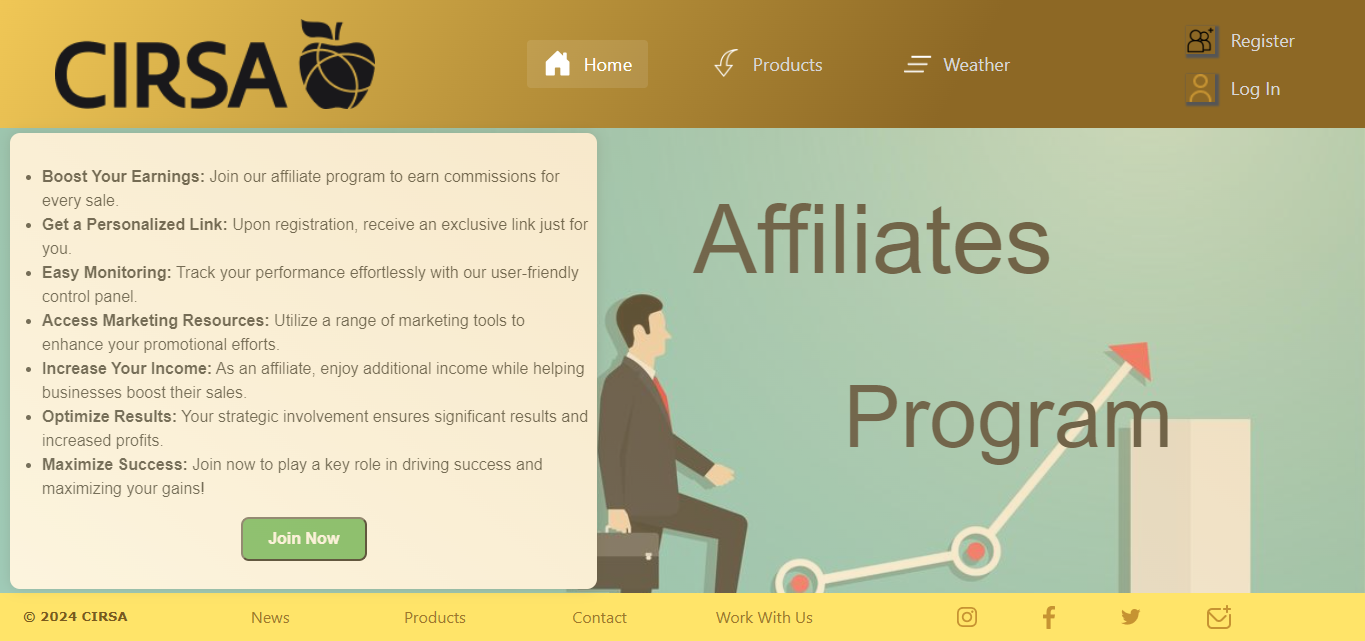 CIRSA
Home
Products
Weather
Register
Log In
Boost Your Earnings: Join our affiliate program to earn commissions for
every sale.
Get a Personalized Link: Upon registration, receive an exclusive link just for
you.
Easy Monitoring: Track your performance effortlessly with our user-friendly
control panel.
Access Marketing Resources: Utilize a range of marketing tools to
enhance your promotional efforts.
Increase Your Income: As an affiliate, enjoy additional income while helping
businesses boost their sales.
Optimize Results: Your strategic involvement ensures significant results and
increased profits.
Maximize Success: Join now to play a key role in driving success and
maximizing your gains!
Join Now
Affiliates
Program
© 2024 CIRSA
News
Products
Contact
Work With Us